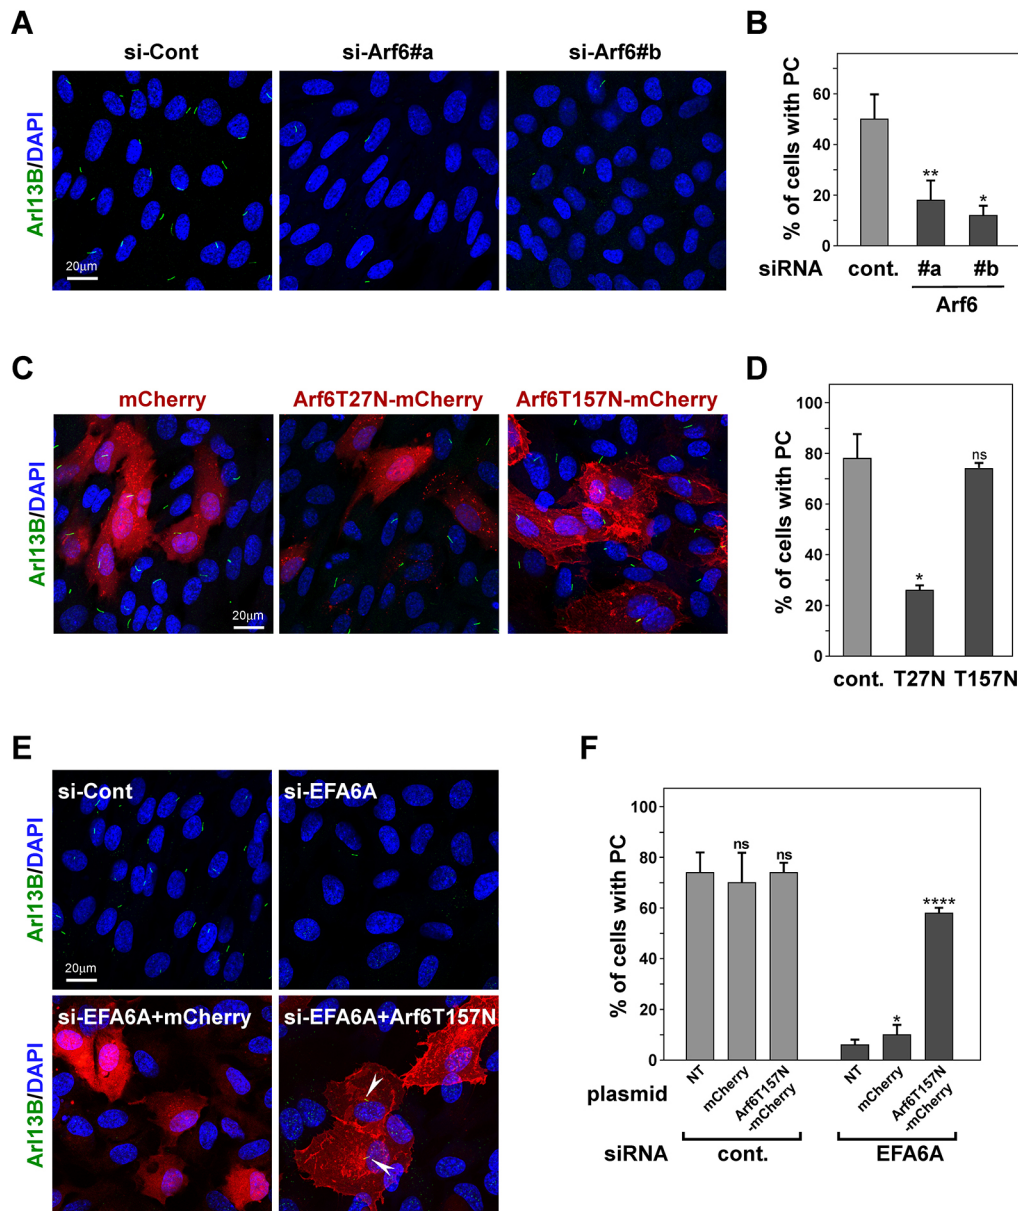 A
si-Cont
si-Arf6#a
si-Arf6#b
Arl13B/DAPI
20µm
B
% of cells with PC
60
40
20
0
**
*
siRNA
cont.
#a
#b
Arf6
C
mCherry
Arf6T27N-mCherry
Arf6T157N-mCherry
Arl13B/DAPI
20µm
D
% of cells with PC
100
80
60
40
20
0
*
ns
cont.
T27N
T157N
E
si-Cont
si-EFA6A
Arl13B/DAPI
20µm
si-EFA6A+mCherry
si-EFA6A+Arf6T157N
Arl13B/DAPI
F
% of cells with PC
100
80
60
40
20
0
ns
ns
*
****
plasmid
NT
mCherry
Arf6T157N
-mCherry
NT
mCherry
Arf6T157N
-mCherry
siRNA
cont.
EFA6A